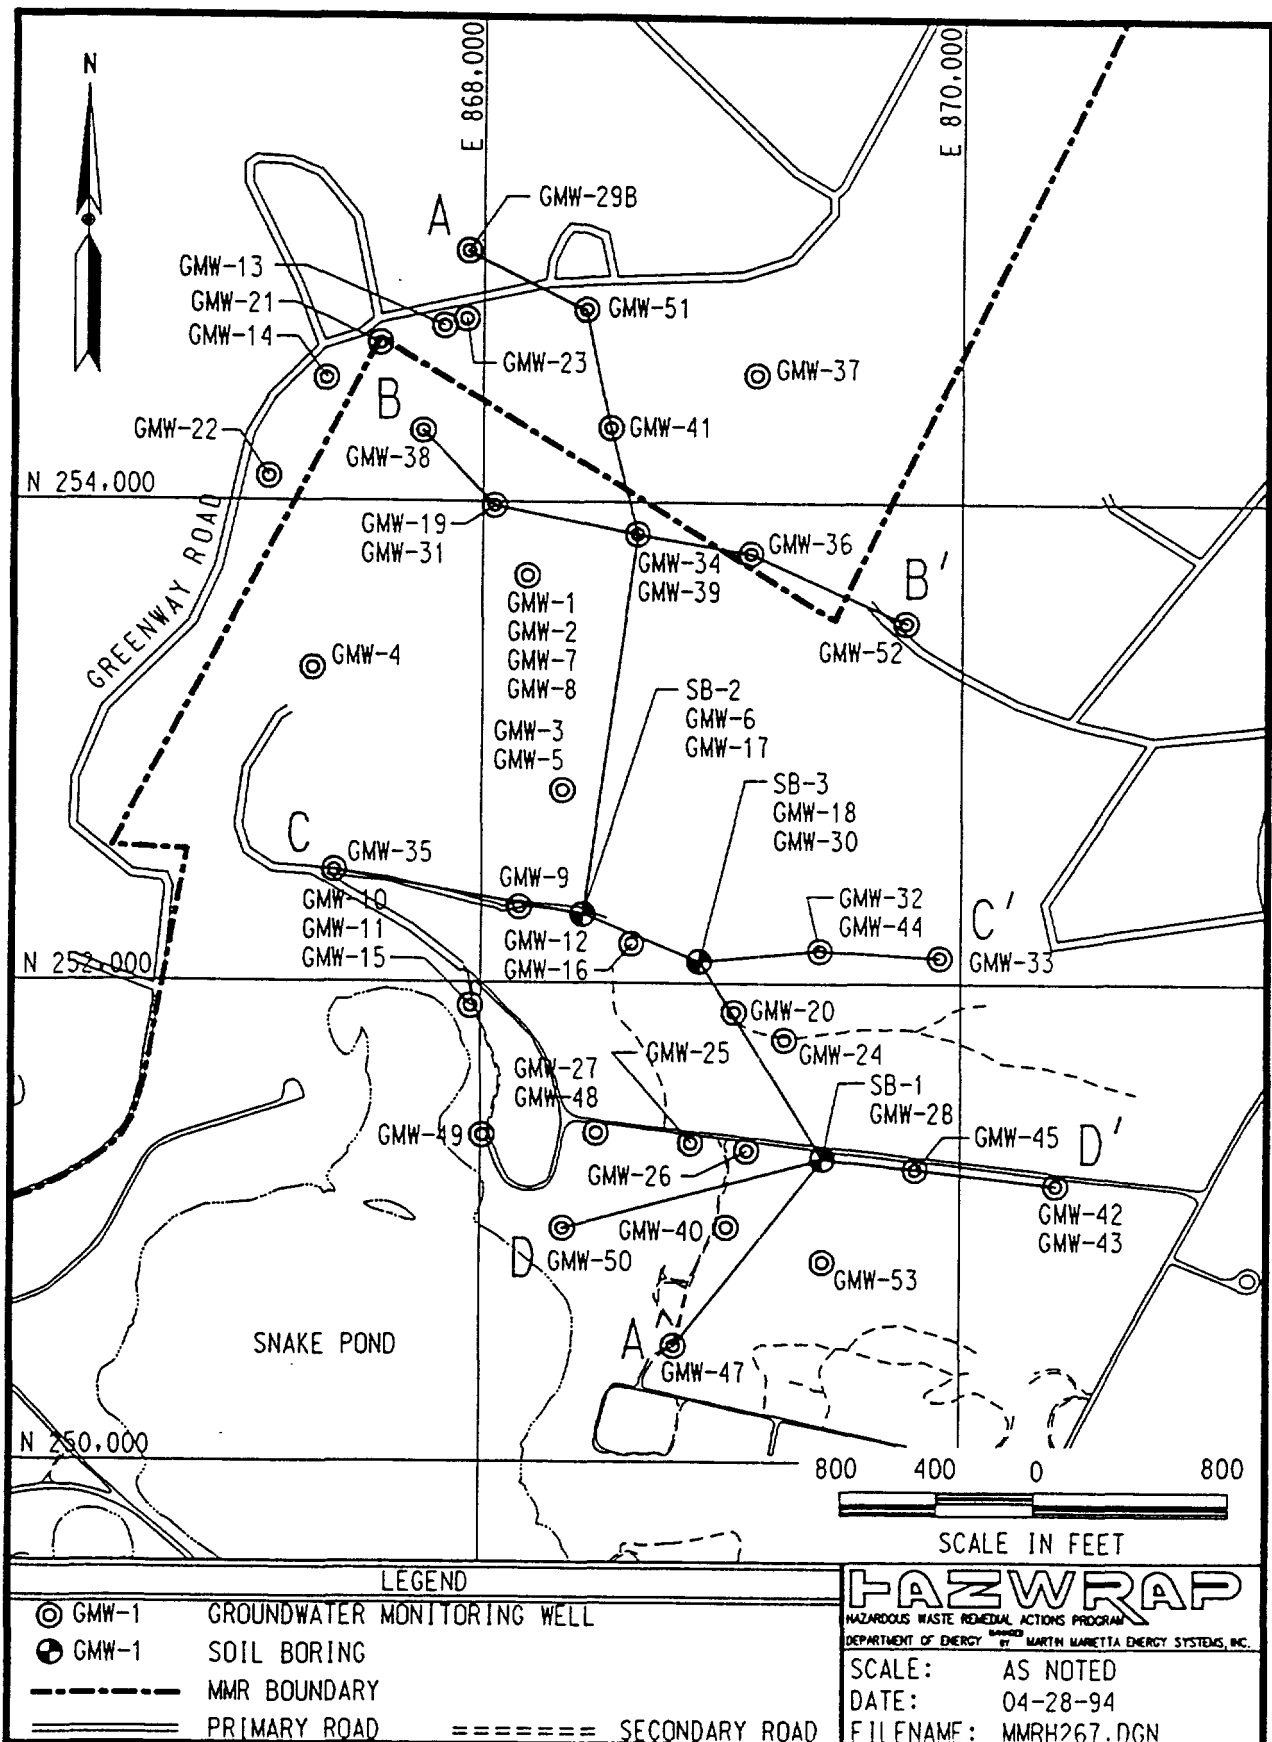 N
E 868,000
E 870,000
A
GMW-29B
GMW-13
GMW-21
GMW-14
GMW-51
GMW-23
GMW-37
B
GMW-22
GMW-38
GMW-41
N 254,000
GMW-19
GMW-31
GMW-36
GMW-34
GMW-39
B'
GREENWAY ROAD
GMW-1
GMW-2
GMW-7
GMW-8
GMW-52
GMW-4
SB-2
GMW-6
GMW-17
GMW-3
GMW-5
SB-3
GMW-18
GMW-30
C
GMW-35
GMW-9
GMW-10
GMW-11
GMW-15
GMW-32
GMW-44
C'
GMW-12
GMW-16
GMW-33
N 252,000
GMW-20
GMW-25
GMW-24
GMW-27
GMW-48
SB-1
GMW-28
GMW-49
GMW-45
D'
GMW-26
GMW-42
GMW-43
GMW-40
D
GMW-50
GMW-53
SNAKE POND
A'
GMW-47
N 250,000
800 400 0 800
SCALE IN FEET
LEGEND
GMW-1 GROUNDWATER MONITORING WELL
GMW-1 SOIL BORING
MMR BOUNDARY
PRIMARY ROAD
SECONDARY ROAD
HAZWRAP
HAZARDOUS WASTE REMEDIAL ACTIONS PROGRAM
DEPARTMENT OF ENERGY MANAGED BY MARTIN MARIETTA ENERGY SYSTEMS, INC.
SCALE: AS NOTED
DATE: 04-28-94
FILENAME: MMRH267.DGN